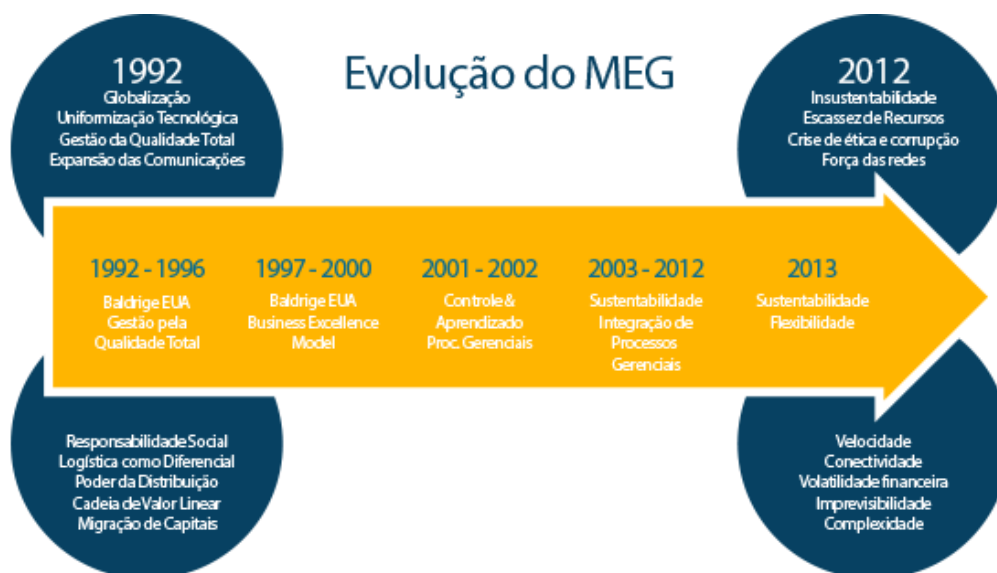 Evolução do MEG
1992
Globalização
Uniformização Tecnológica
Gestão da Qualidade Total
Expansão das Comunicações
2012
Insustentabilidade
Escassez de Recursos
Crise de ética e corrupção
Força das redes
1992 - 1996
Baldrige EUA
Gestão pela
Qualidade Total
1997 - 2000
Baldrige EUA
Business Excellence
Model
2001 - 2002
Controle &
Aprendizado
Proc. Gerenciais
2003 - 2012
Sustentabilidade
Integração de
Processos
Gerenciais
2013
Sustentabilidade
Flexibilidade
Responsabilidade Social
Logística como Diferencial
Poder da Distribuição
Cadeia de Valor Linear
Migração de Capitais
Velocidade
Conectividade
Volatilidade financeira
Imprevisibilidade
Complexidade